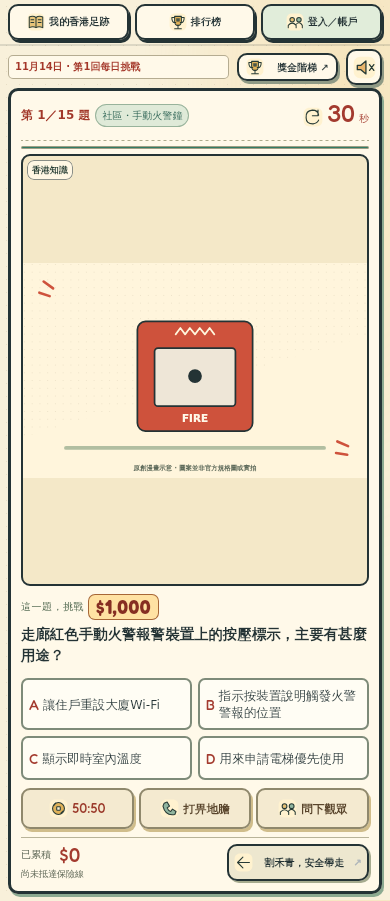 我的香港足跡
排行榜
登入／帳戶
11月14日・第1回每日挑戰
獎金階梯 ↗
第 1／15 題
社區・手動火警鐘
30 秒
香港知識
FIRE
原創漫畫示意・圖案並非官方規格圖或實拍
這一題，挑戰 $1,000
走廊紅色手動火警報警裝置上的按壓標示，主要有甚麼
用途？
A 讓住戶重設大廈Wi-Fi
B 指示按裝置說明觸發火警
警報的位置
C 顯示即時室內溫度
D 用來申請電梯優先使用
50:50
打畀地膽
問下觀眾
已累積 $0
尚未抵達保險線
割禾青，安全帶走 ↗